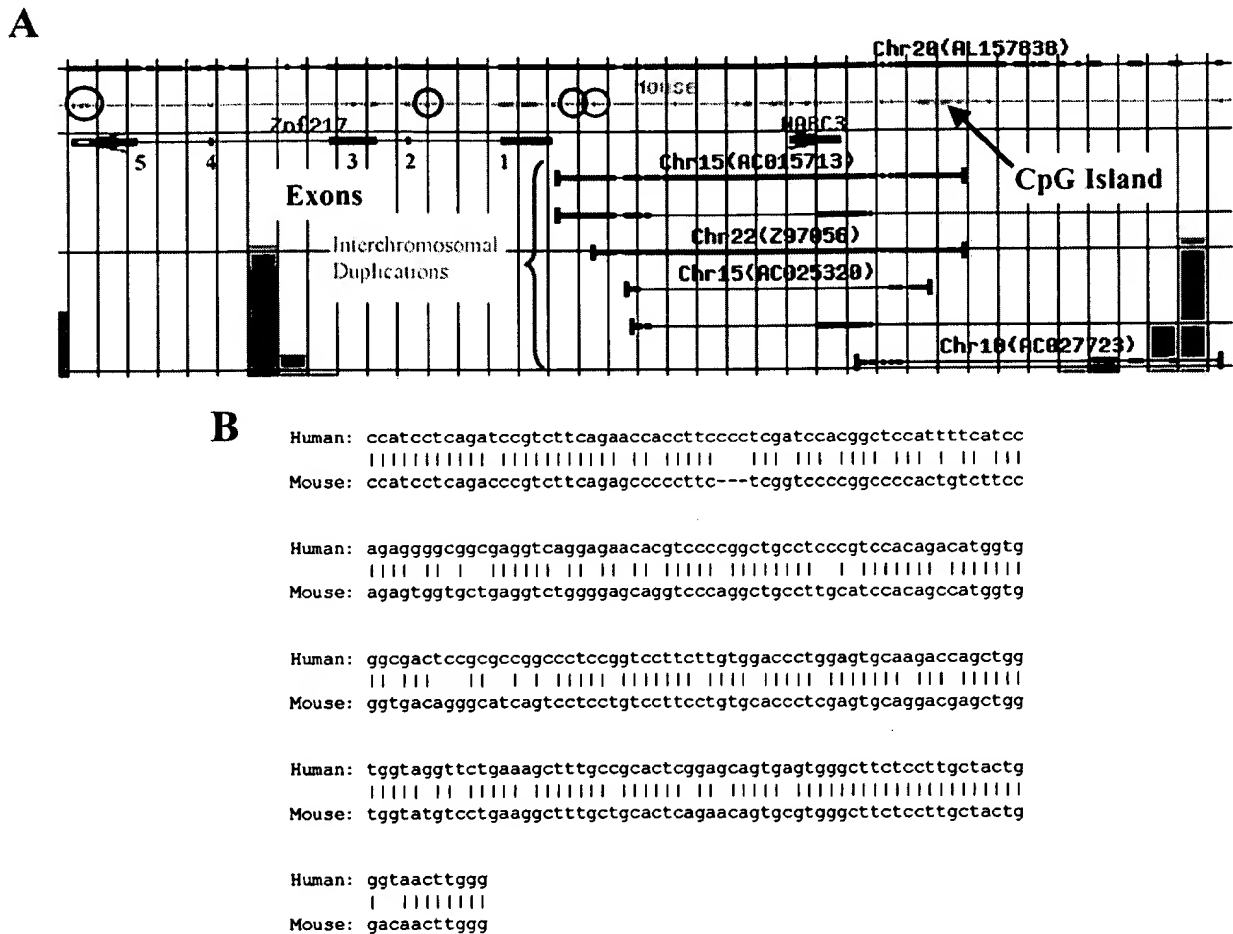 A
Chr20(AL157838)
Mouse
Znf217
NABC3
5 4 3 2 1
Chr15(AC015713)
CpG Island
Exons
Chr22(Z97056)
Interchromosomal
Duplications
Chr15(AC025320)
Chr10(AC027723)
B
Human: ccatcctcagatccgtcttcagaaccaccttcccctcgatccacggctccattttcatcc
Mouse: ccatcctcagacccgtcttcagagcccccttc---tcggtccccggccccactgtcttcc
Human: agaggggcggcgaggtcaggagaacacgtccccggctgcctcccgtccacagacatggtg
Mouse: agagtggtgctgaggtctggggagcaggtcccaggctgccttgcatccacagccatggtg
Human: ggcgactccgcgccggccctccggtccttcttgtggaccctggagtgcaagaccagctgg
Mouse: ggtgacagggcatcagtcctcctgtccttcctgtgcaccctcgagtgcaggacgagctgg
Human: tggtaggttctgaaagctttgccgcactcggagcagtgagtgggcttctccttgctactg
Mouse: tggtatgtcctgaaggctttgctgcactcagaacagtgcgtgggcttctccttgctactg
Human: ggtaacttggg
Mouse: gacaacttggg